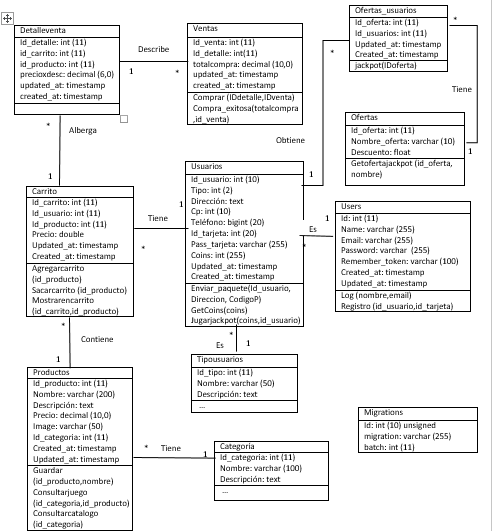 Detalleventa
Id_detalle: int (11)
id_carrito: int (11)
id_producto: int (11)
precioxdesc: decimal (6,0)
updated_at: timestamp
created_at: timestamp
Describe
1
*
Ventas
Id_venta: int (11)
Id_detalle: int(11)
totalcompra: decimal (10,0)
updated_at: timestamp
created_at: timestamp
Comprar (IDdetalle,IDventa)
Compra_exitosa(totalcompra
,id_venta)
Ofertas_usuarios
Id_oferta: int (11)
Id_usuarios: int (11)
Updated_at: timestamp
Created_at: timestamp
jackpot(IDoferta)
*
*
Tiene
1
Ofertas
Id_oferta: int (11)
Nombre_oferta: varchar (10)
Descuento: float
Getofertajackpot (id_oferta,
nombre)
Obtiene
1
*
Alberga
1
Carrito
Id_carrito: int (11)
Id_usuario: int (11)
Id_producto: int (11)
Precio: double
Updated_at: timestamp
Created_at: timestamp
Agregarcarrito
(id_producto)
Sacarcarrito (id_producto)
Mostrarencarrito
(id_carrito,id_producto)
1
Tiene
*
Usuarios
Id_usuario: int (10)
Tipo: int (2)
Dirección: text
Cp: int (10)
Teléfono: bigint (20)
Id_tarjeta: int (20)
Pass_tarjeta: varchar (255)
Coins: int (255)
Updated_at: timestamp
Created_at: timestamp
Enviar_paquete(Id_usuario,
Direccion, CodigoP)
GetCoins(coins)
Jugarjackpot(coins,id_usuario)
Es
1
*
Users
Id: int (11)
Name: varchar (255)
Email: varchar (255)
Password: varchar (255)
Remember_token: varchar (100)
Created_at: timestamp
Updated_at: timestamp
Log (nombre,email)
Registro (id_usuario,id_tarjeta)
*
Contiene
1
*
Es
1
Tipousuarios
Id_tipo: int (11)
Nombre: varchar (50)
Descripción: text
...
Productos
Id_producto: int (11)
Nombre: varchar (200)
Descripción: text
Precio: decimal (10,0)
Image: varchar (50)
Id_categoria: int (11)
Created_at: timestamp
Updated_at: timestamp
Guardar
(id_producto,nombre)
Consultarjuego
(id_categoria,id_producto)
Consultarcatalogo
(id_categoria)
*
Tiene
1
Categoría
Id_categoria: int (11)
Nombre: varchar (100)
Descripción: text
...
Migrations
Id: int (10) unsigned
migration: varchar (255)
batch: int (11)